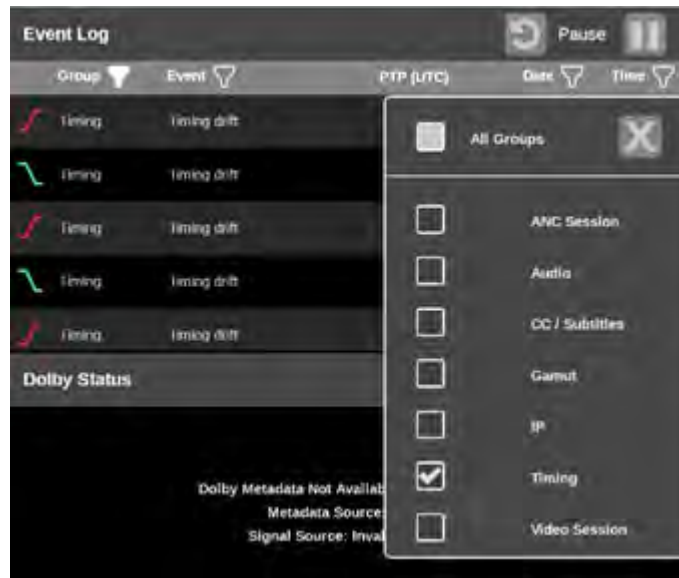 Event Log Pause
Group Event PTP (UTC) Date Time
Timing Timing drift
Timing Timing drift
Timing Timing drift
Timing Timing drift
Timing Timing drift
All Groups
ANC Session
Audio
CC / Subtitles
Gamut
IP
Timing
Video Session
Dolby Status
Dolby Metadata Not Availab
Metadata Source:
Signal Source: Inval